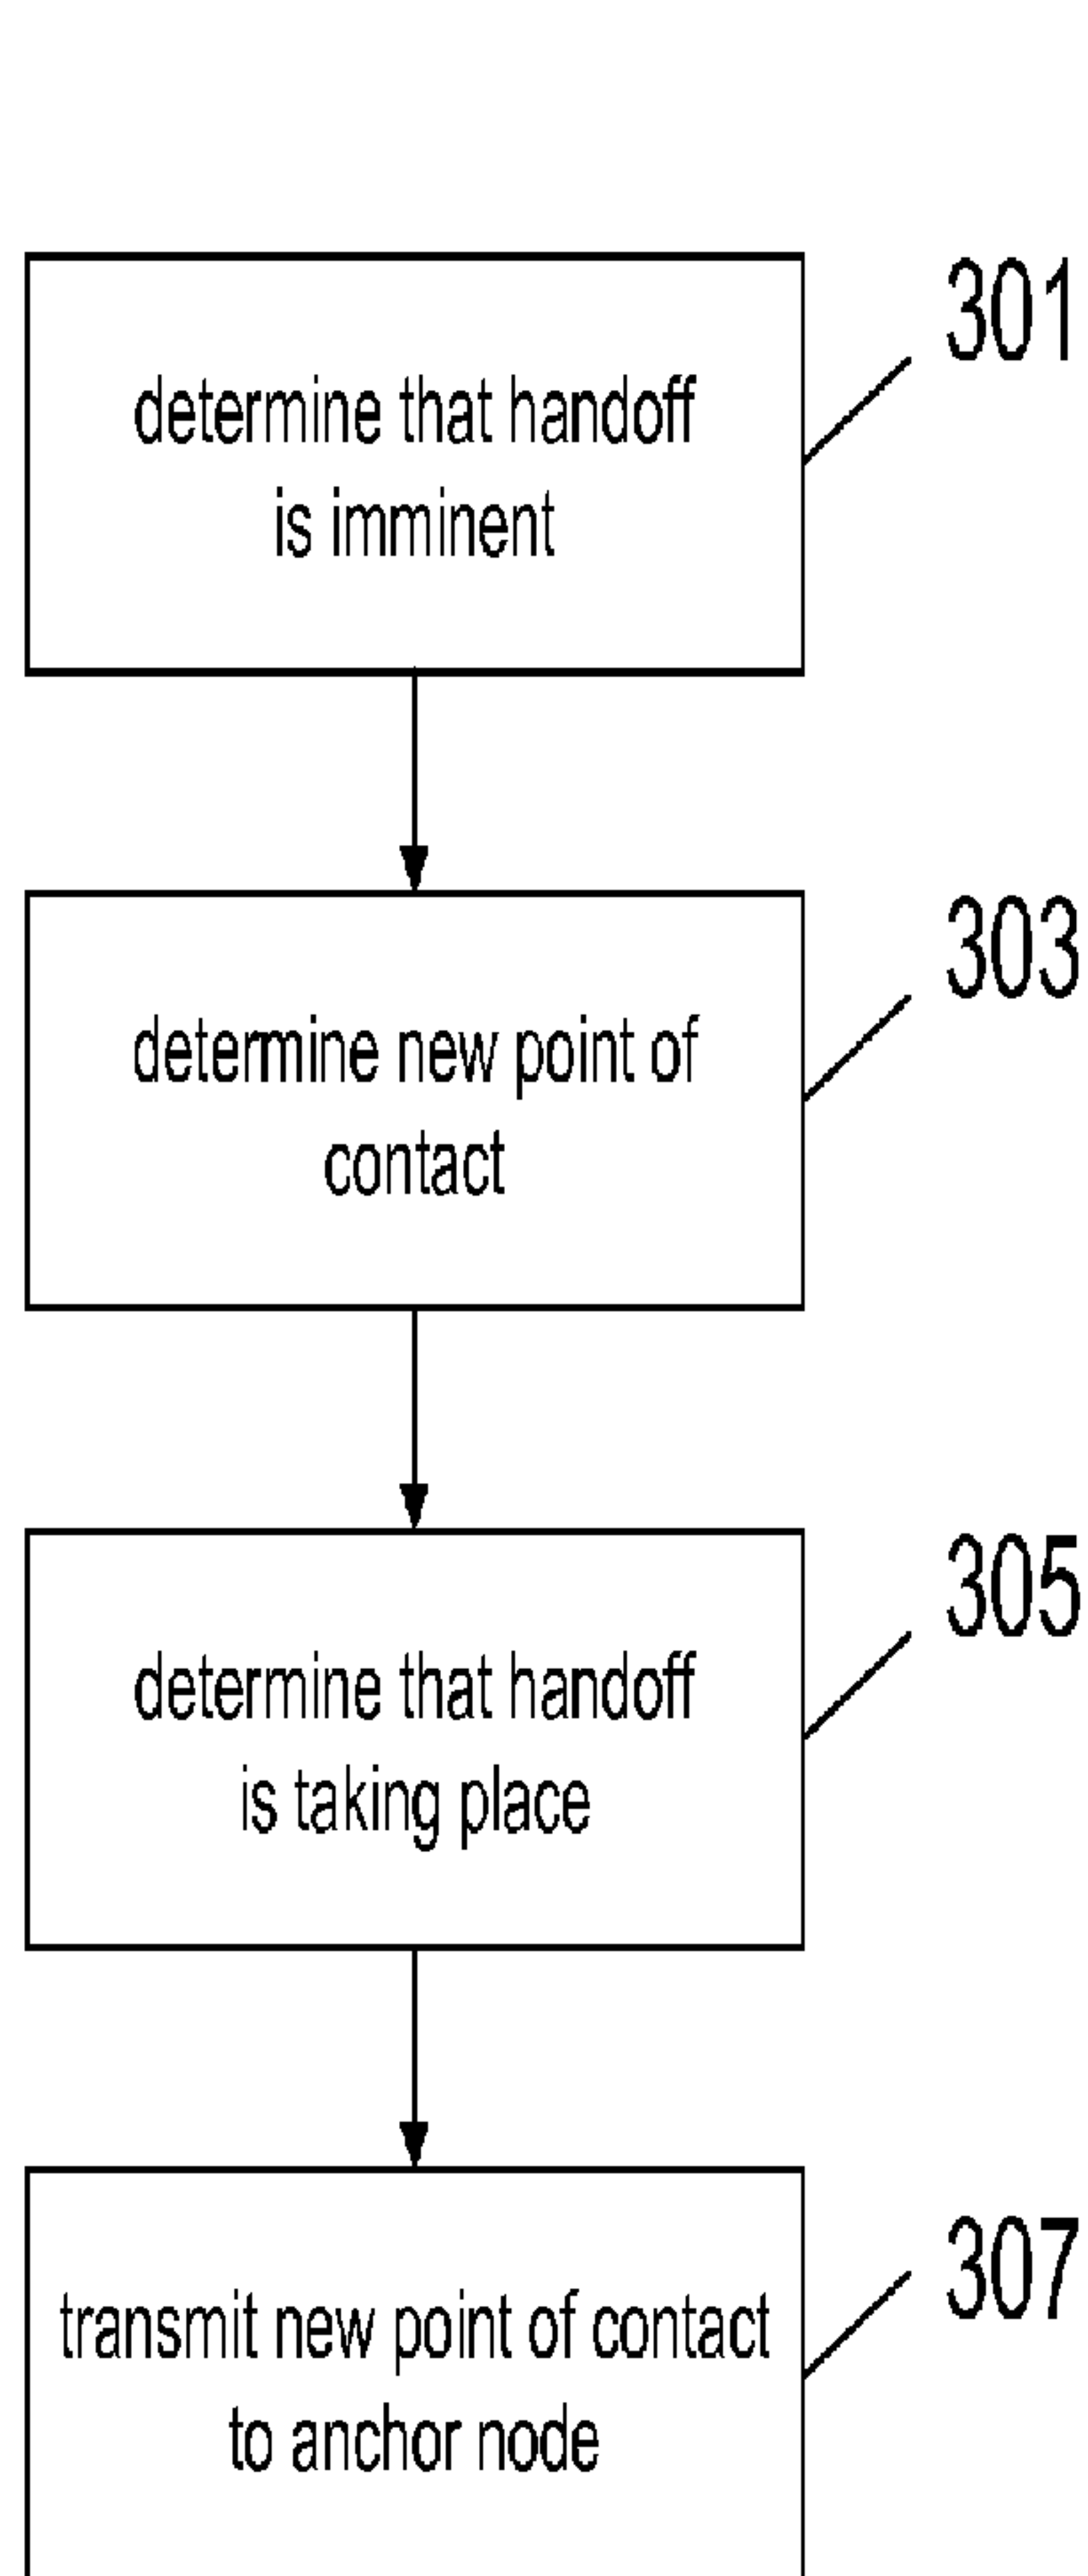 301
determine that handoff
is imminent
303
determine new point of
contact
305
determine that handoff
is taking place
307
transmit new point of contact
to anchor node